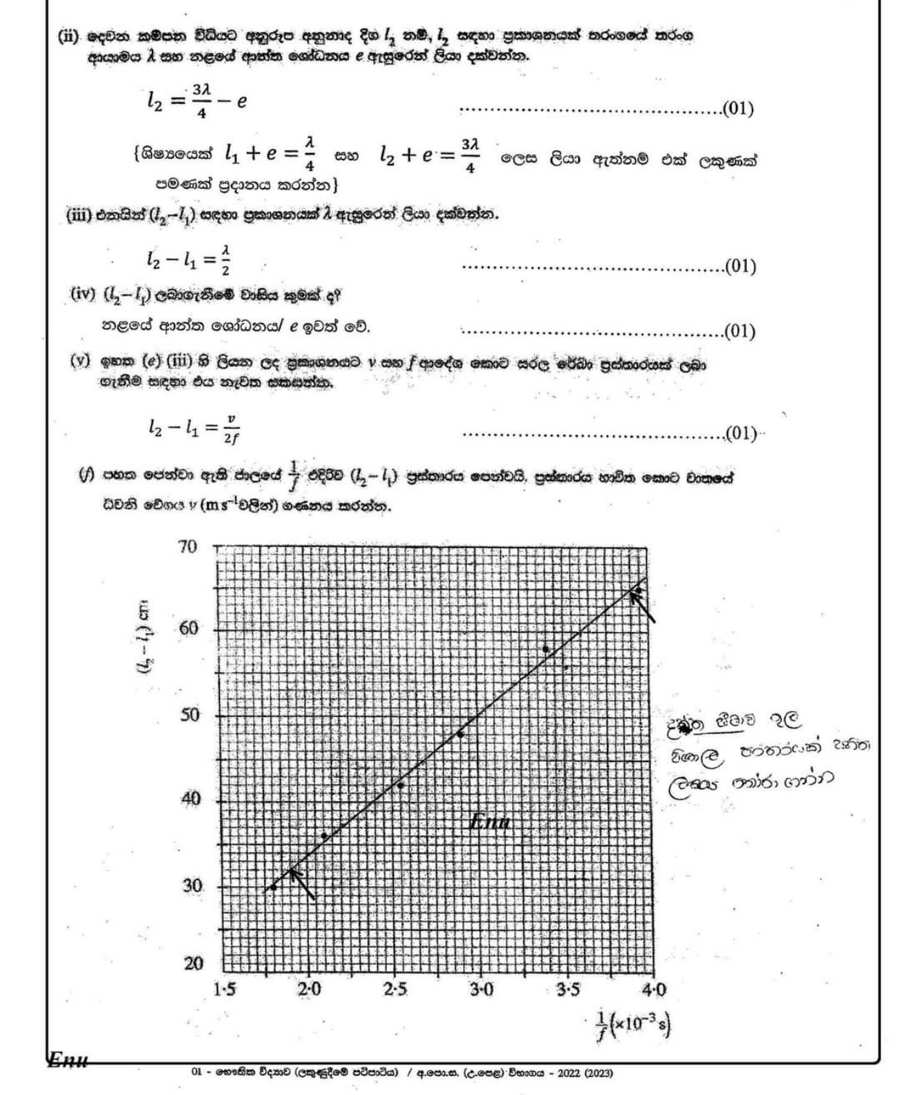 (ii) දෙවන කම්පන විධියට අනුරූප අනුනාද දිග l₂ නම්, l₂ සඳහා ප්‍රකාශනයක් තරංගයේ තරංග
ආයාමය λ සහ නළයේ ආන්ත ශෝධනය e ඇසුරෙන් ලියා දක්වන්න.
l₂ = 3λ/4 − e ..........................................(01)
{ශිෂ්‍යයෙක් l₁ + e = λ/4 සහ l₂ + e = 3λ/4 ලෙස ලියා ඇත්නම් එක් ලකුණක්
පමණක් ප්‍රදානය කරන්න}
(iii) එනයින් (l₂−l₁) සඳහා ප්‍රකාශනයක් λ ඇසුරෙන් ලියා දක්වන්න.
l₂ − l₁ = λ/2 ..........................................(01)
(iv) (l₂−l₁) ලබාගැනීමේ වාසිය කුමක් ද?
නළයේ ආන්ත ශෝධනය/ e ඉවත් වේ. ..........................................(01)
(v) ඉහත (e) (iii) හි ලියන ලද ප්‍රකාශනයට v සහ f ආදේශ කොට සරල රේඛා ප්‍රස්තාරයක් ලබා
ගැනීම සඳහා එය නැවත සකසන්න.
l₂ − l₁ = v/2f ..........................................(01)
(f) පහත පෙන්වා ඇති ජාලයේ 1/f එදිරිව (l₂−l₁) ප්‍රස්තාරය පෙන්වයි. ප්‍රස්තාරය භාවිත කොට වාතයේ
ධ්වනි වේගය v (m s⁻¹වලින්) ගණනය කරන්න.
70
(l₂ − l₁) cm
60
50
40
30
20
Enu
1·5 2·0 2·5 3·0 3·5 4·0
1/f (×10⁻³ s)
Enu
01 - භෞතික විද්‍යාව (ලකුණුදීමේ පටිපාටිය) / අ.පො.ස. (උ.පෙළ) විභාගය - 2022 (2023)